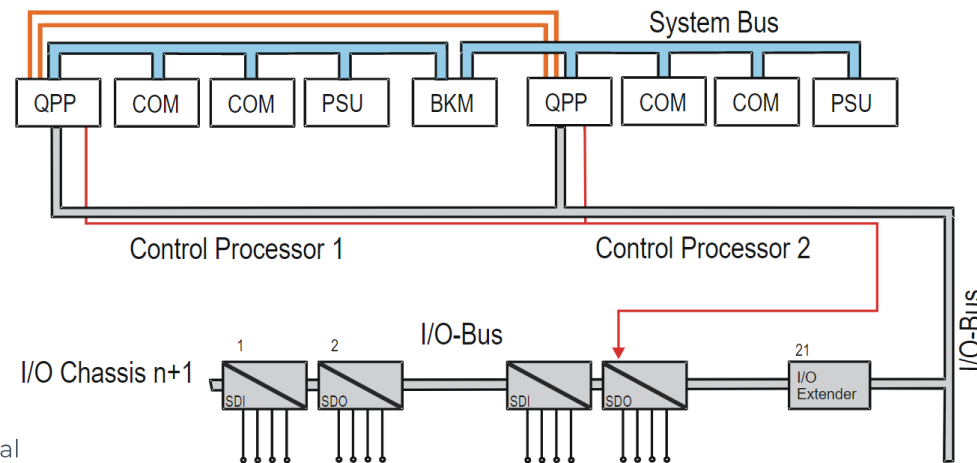 System Bus
QPP
COM
COM
PSU
BKM
QPP
COM
COM
PSU
Control Processor 1
Control Processor 2
I/O-Bus
I/O-Bus
1
2
21
I/O Chassis n+1
SDI
SDO
SDI
SDO
I/O
Extender
al